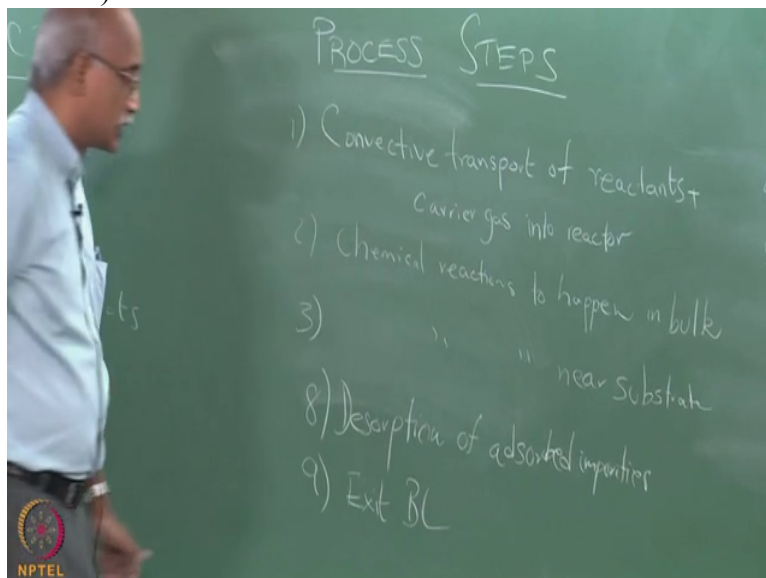 C
PROCESS STEPS
1) Convective transport of reactants +
carrier gas into reactor
2) Chemical reactions to happen in bulk
3) " " near substrate
8) Desorption of adsorbed impurities
9) Exit BL
NPTEL